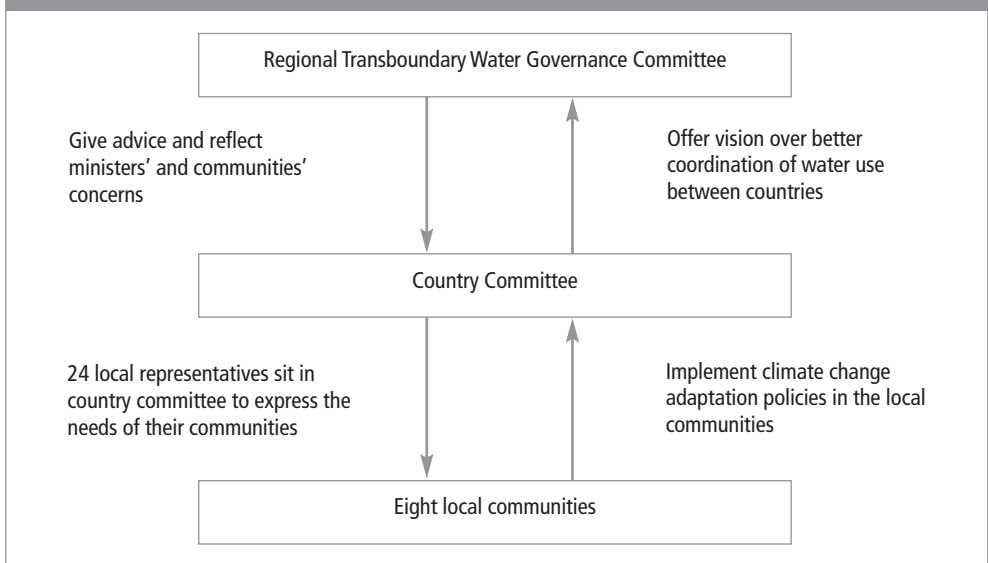 Regional Transboundary Water Governance Committee
Give advice and reflect
ministers’ and communities’
concerns
Offer vision over better
coordination of water use
between countries
Country Committee
24 local representatives sit in
country committee to express the
needs of their communities
Implement climate change
adaptation policies in the local
communities
Eight local communities